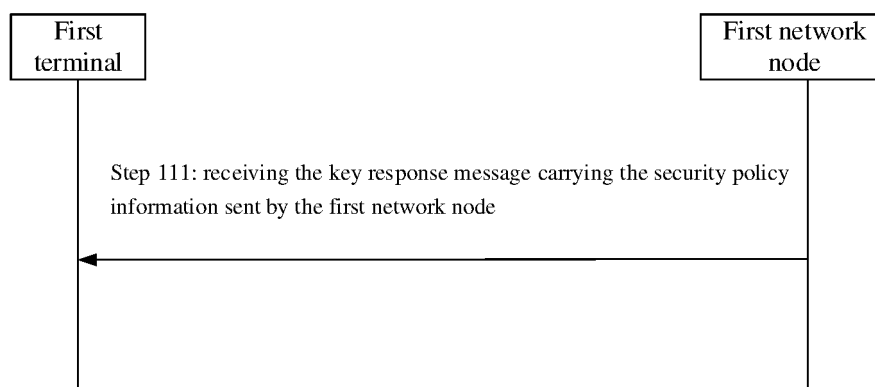 First
terminal
First network
node
Step 111: receiving the key response message carrying the security policy
information sent by the first network node